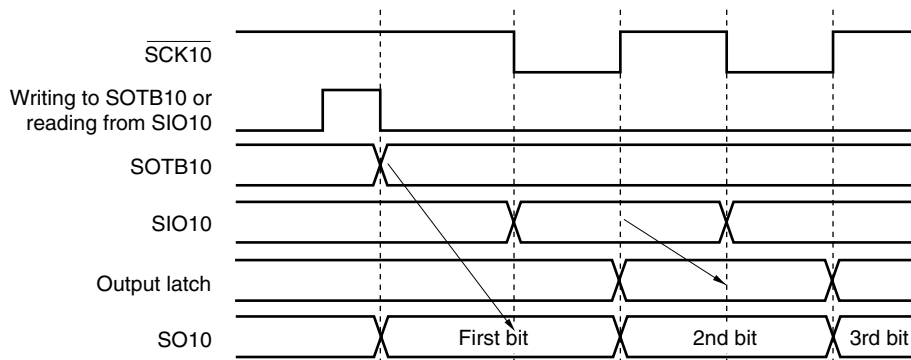 SCK10
Writing to SOTB10 or
reading from SIO10
SOTB10
SIO10
Output latch
SO10
First bit
2nd bit
3rd bit